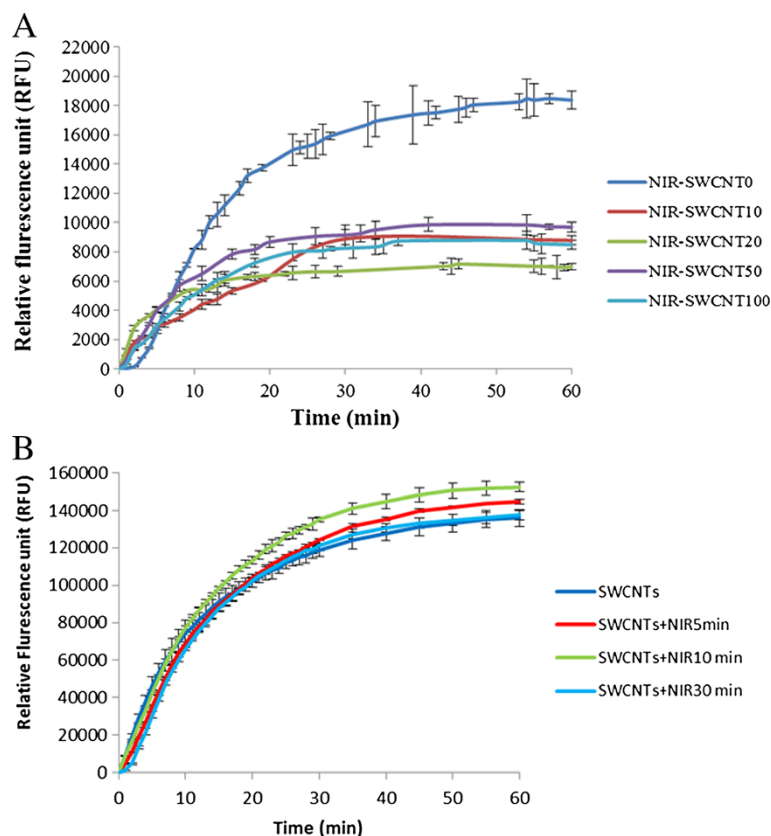 A
Relative flurescence unit (RFU)
22000
20000
18000
16000
14000
12000
10000
8000
6000
4000
2000
0
0 10 20 30 40 50 60
Time (min)
NIR-SWCNT0
NIR-SWCNT10
NIR-SWCNT20
NIR-SWCNT50
NIR-SWCNT100
B
Relative Flurescence unit (RFU)
160000
140000
120000
100000
80000
60000
40000
20000
0
0 10 20 30 40 50 60
Time (min)
SWCNTs
SWCNTs+NIR5min
SWCNTs+NIR10 min
SWCNTs+NIR30 min